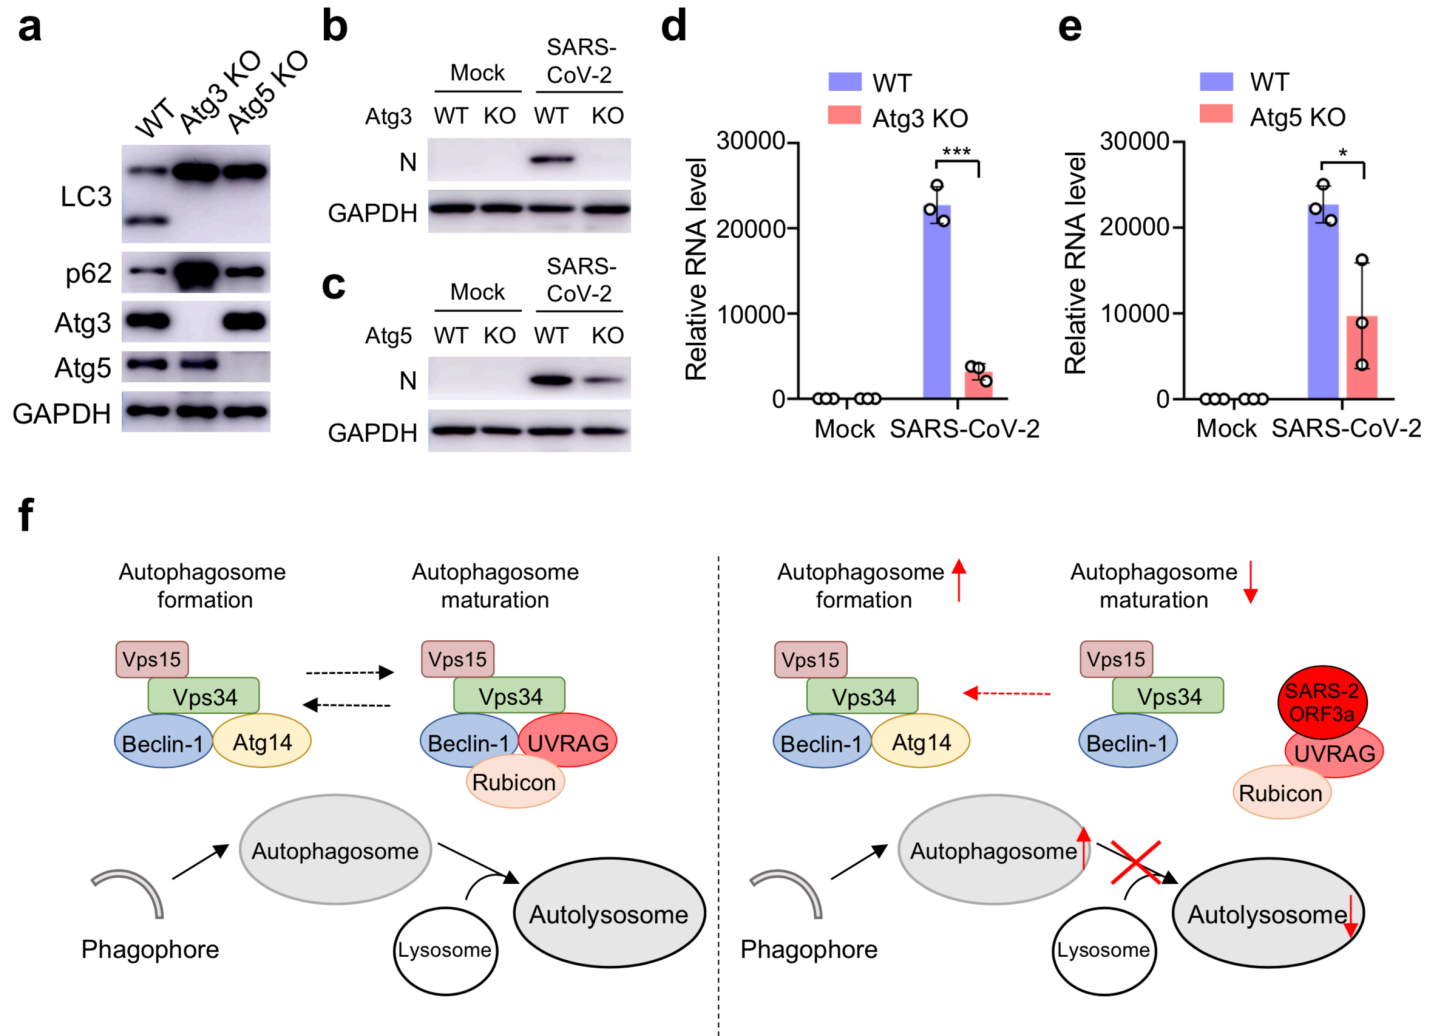 a
WT
Atg3 KO
Atg5 KO
LC3
p62
Atg3
Atg5
GAPDH
b
Mock
SARS-
CoV-2
Atg3 WT KO WT KO
N
GAPDH
c
Mock
SARS-
CoV-2
Atg5 WT KO WT KO
N
GAPDH
d
WT
Atg3 KO
Relative RNA level
30000
20000
10000
0
***
Mock SARS-CoV-2
e
WT
Atg5 KO
Relative RNA level
30000
20000
10000
0
*
Mock SARS-CoV-2
f
Autophagosome
formation
Autophagosome
maturation
Vps15
Vps34
Beclin-1 Atg14
Vps15
Vps34
Beclin-1 UVRAG
Rubicon
Autophagosome
Phagophore
Lysosome
Autolysosome
Autophagosome
formation
Autophagosome
maturation
Vps15
Vps34
Beclin-1 Atg14
Vps15
Vps34
Beclin-1
SARS-2
ORF3a
UVRAG
Rubicon
Autophagosome
Phagophore
Lysosome
Autolysosome